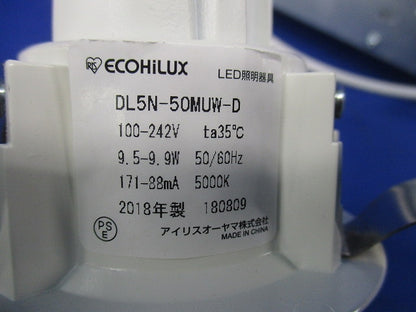 IRIS ECOHiLUX LED照明器具
DL5N-50MUW-D
100-242V ta35℃
9.5-9.9W 50/60Hz
171-88mA 5000K
2018年製 180809
PSE アイリスオーヤマ株式会社
MADE IN CHINA